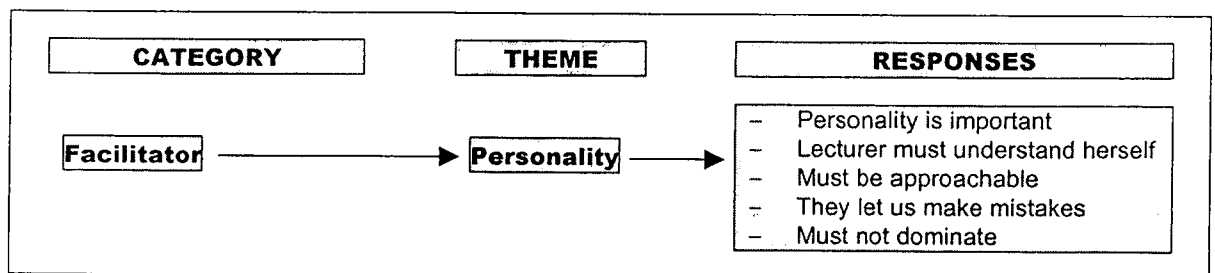 CATEGORY THEME RESPONSES
Facilitator Personality
– Personality is important
– Lecturer must understand herself
– Must be approachable
– They let us make mistakes
– Must not dominate